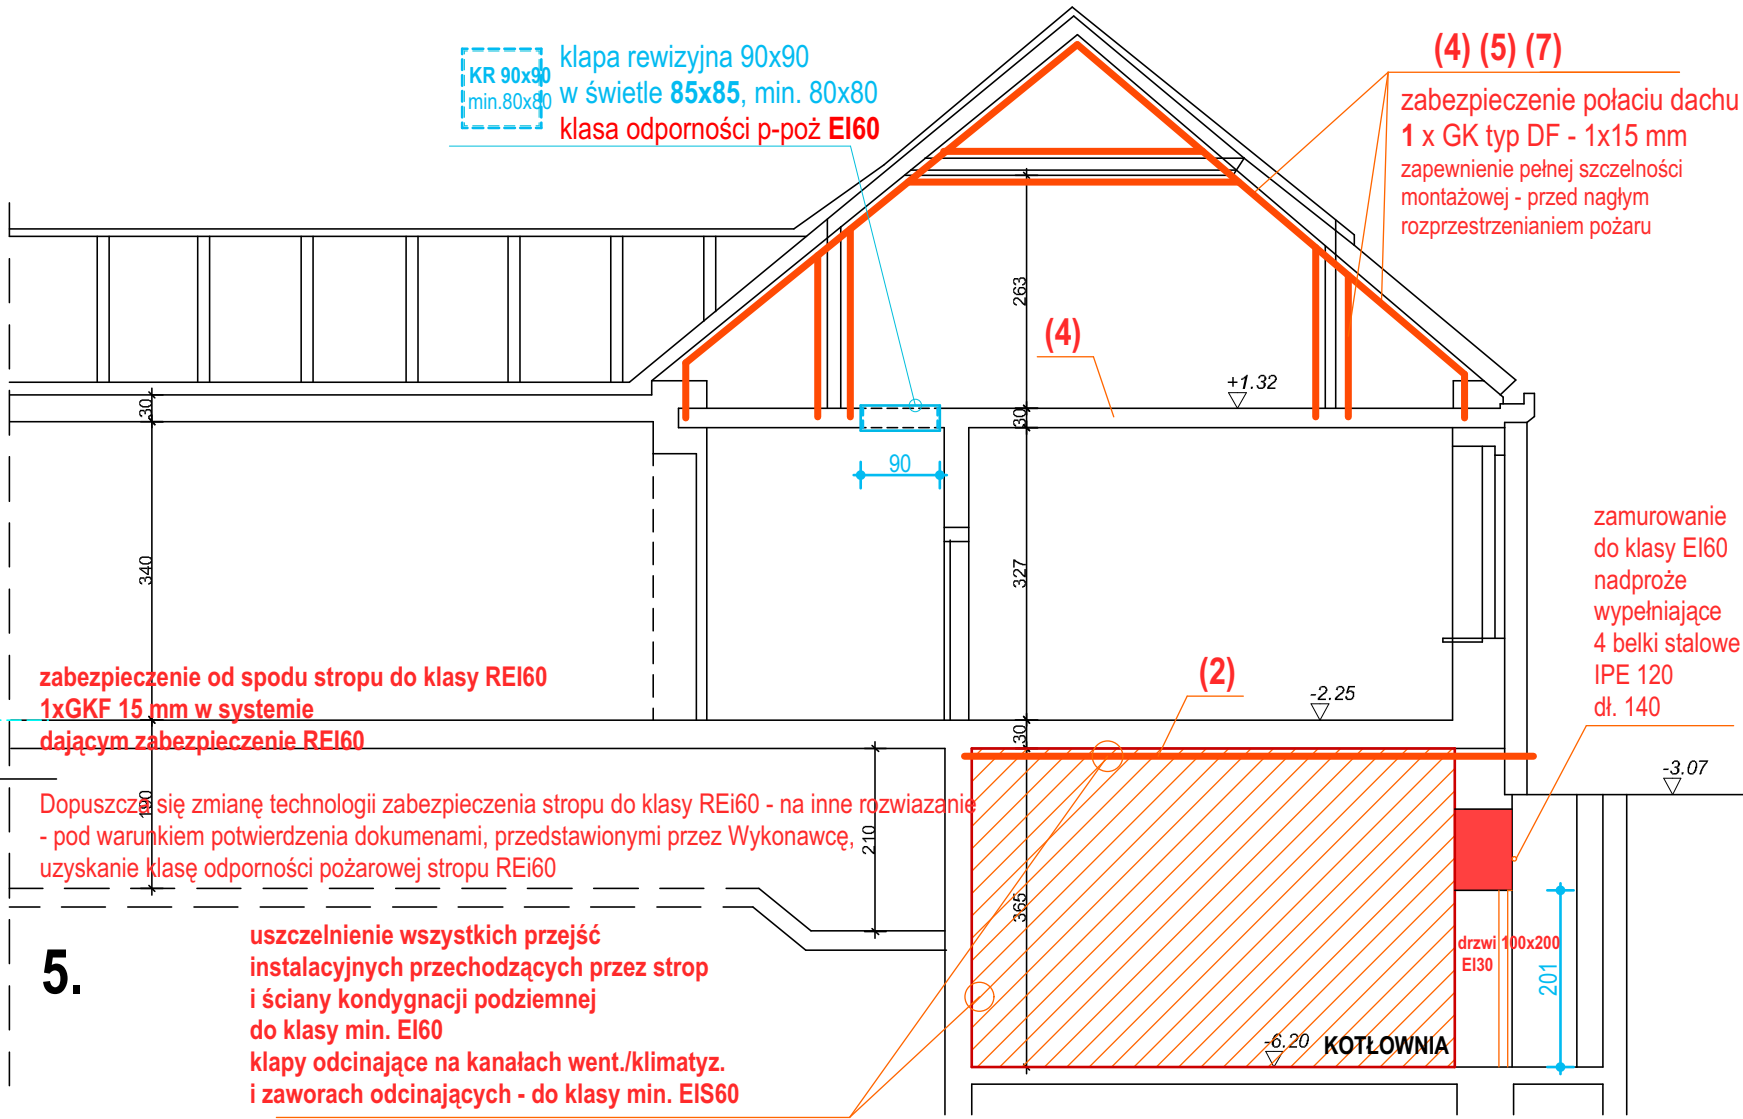 KR 90x90
min.80x80
klapa rewizyjna 90x90
w świetle 85x85, min. 80x80
klasa odporności p-poż EI60
(4) (5) (7)
zabezpieczenie połaciu dachu
1 x GK typ DF - 1x15 mm
zapewnienie pełnej szczelności
montażowej - przed nagłym
rozprzestrzenianiem pożaru
263
(4)
+1.32
30
30
90
340
327
zamurowanie
do klasy EI60
nadproże
wypełniające
4 belki stalowe
IPE 120
dł. 140
zabezpieczenie od spodu stropu do klasy REI60
1xGKF 15 mm w systemie
dającym zabezpieczenie REI60
(2)
-2.25
30
-3.07
Dopuszcza się zmianę technologii zabezpieczenia stropu do klasy REi60 - na inne rozwiazanie
- pod warunkiem potwierdzenia dokumenami, przedstawionymi przez Wykonawcę,
uzyskanie klasę odporności pożarowej stropu REi60
210
365
5.
uszczelnienie wszystkich przejść
instalacyjnych przechodzących przez strop
i ściany kondygnacji podziemnej
do klasy min. EI60
klapy odcinające na kanałach went./klimatyz.
i zaworach odcinających - do klasy min. EIS60
drzwi 100x200
EI30
201
-6.20
KOTŁOWNIA